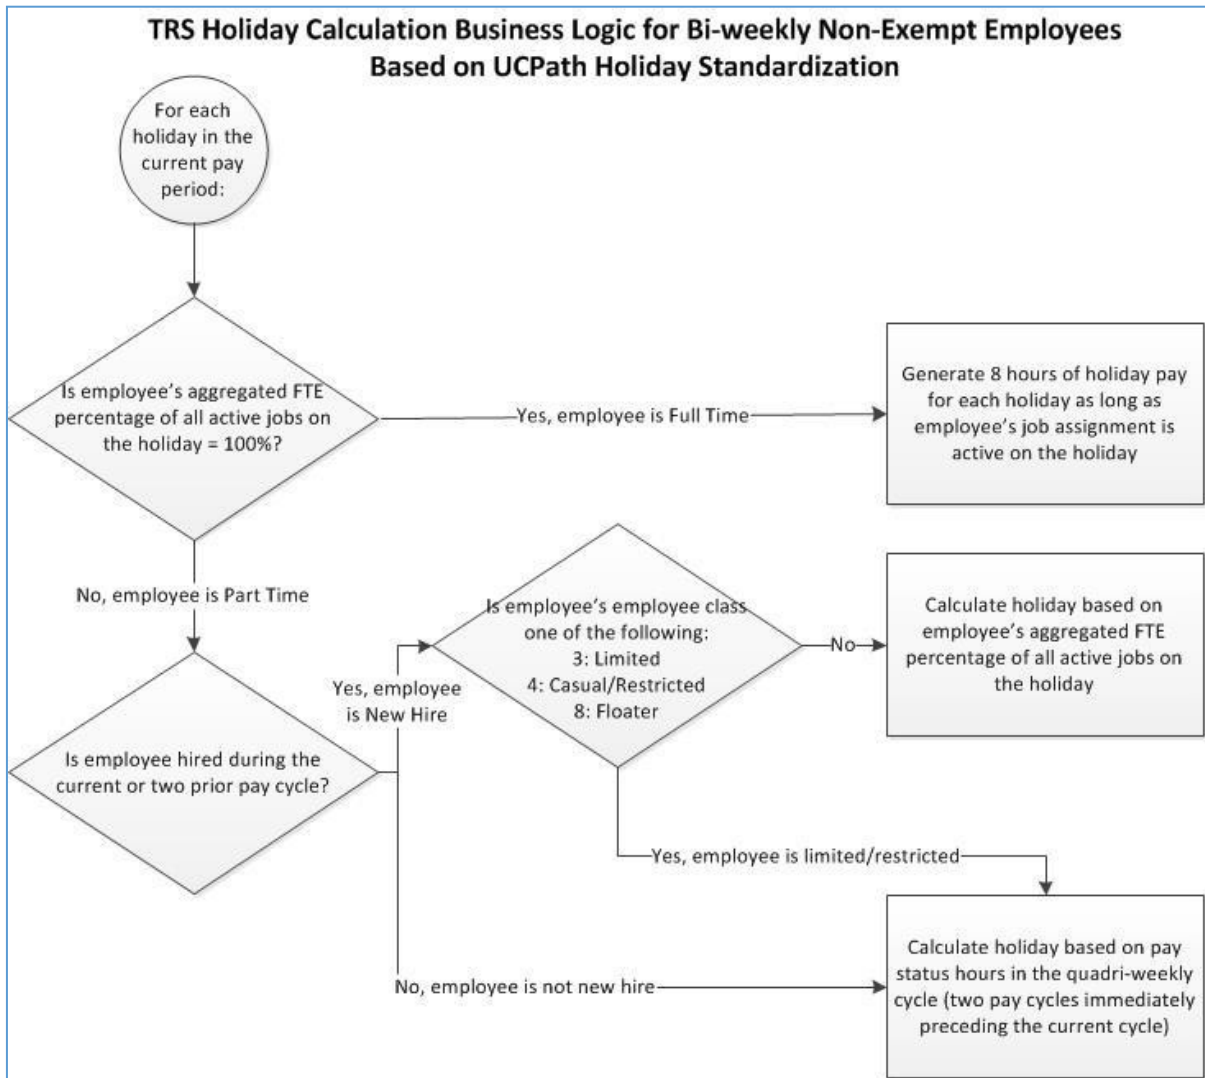 TRS Holiday Calculation Business Logic for Bi-weekly Non-Exempt Employees
Based on UCPath Holiday Standardization
For each
holiday in the
current pay
period:
Is employee's aggregated FTE
percentage of all active jobs on
the holiday = 100%?
Yes, employee is Full Time
Generate 8 hours of holiday pay
for each holiday as long as
employee's job assignment is
active on the holiday
No, employee is Part Time
Is employee hired during the
current or two prior pay cycle?
Yes, employee
is New Hire
Is employee's employee class
one of the following:
3: Limited
4: Casual/Restricted
8: Floater
No
Calculate holiday based on
employee's aggregated FTE
percentage of all active jobs on
the holiday
Yes, employee is limited/restricted
No, employee is not new hire
Calculate holiday based on pay
status hours in the quadri-weekly
cycle (two pay cycles immediately
preceding the current cycle)